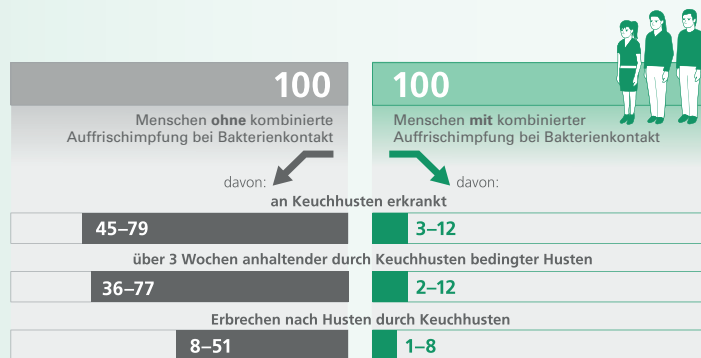 100
Menschen ohne kombinierte
Auffrischimpfung bei Bakterienkontakt
davon:
100
Menschen mit kombinierter
Auffrischimpfung bei Bakterienkontakt
davon:
an Keuchhusten erkrankt
45–79
3–12
über 3 Wochen anhaltender durch Keuchhusten bedingter Husten
36–77
2–12
Erbrechen nach Husten durch Keuchhusten
8–51
1–8